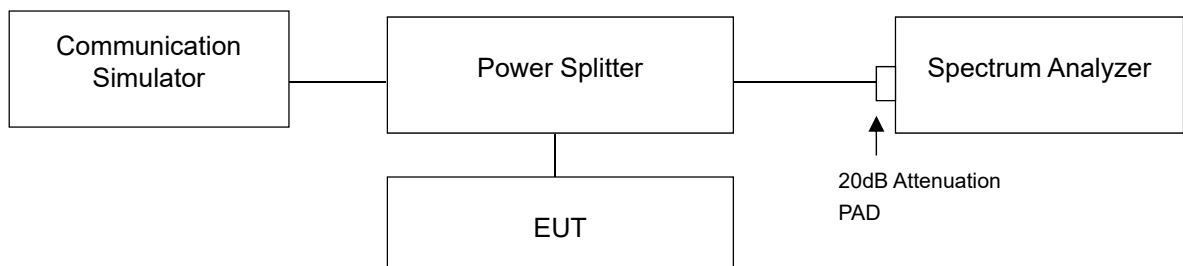 Communication
Simulator
Power Splitter
Spectrum Analyzer
20dB Attenuation
PAD
EUT